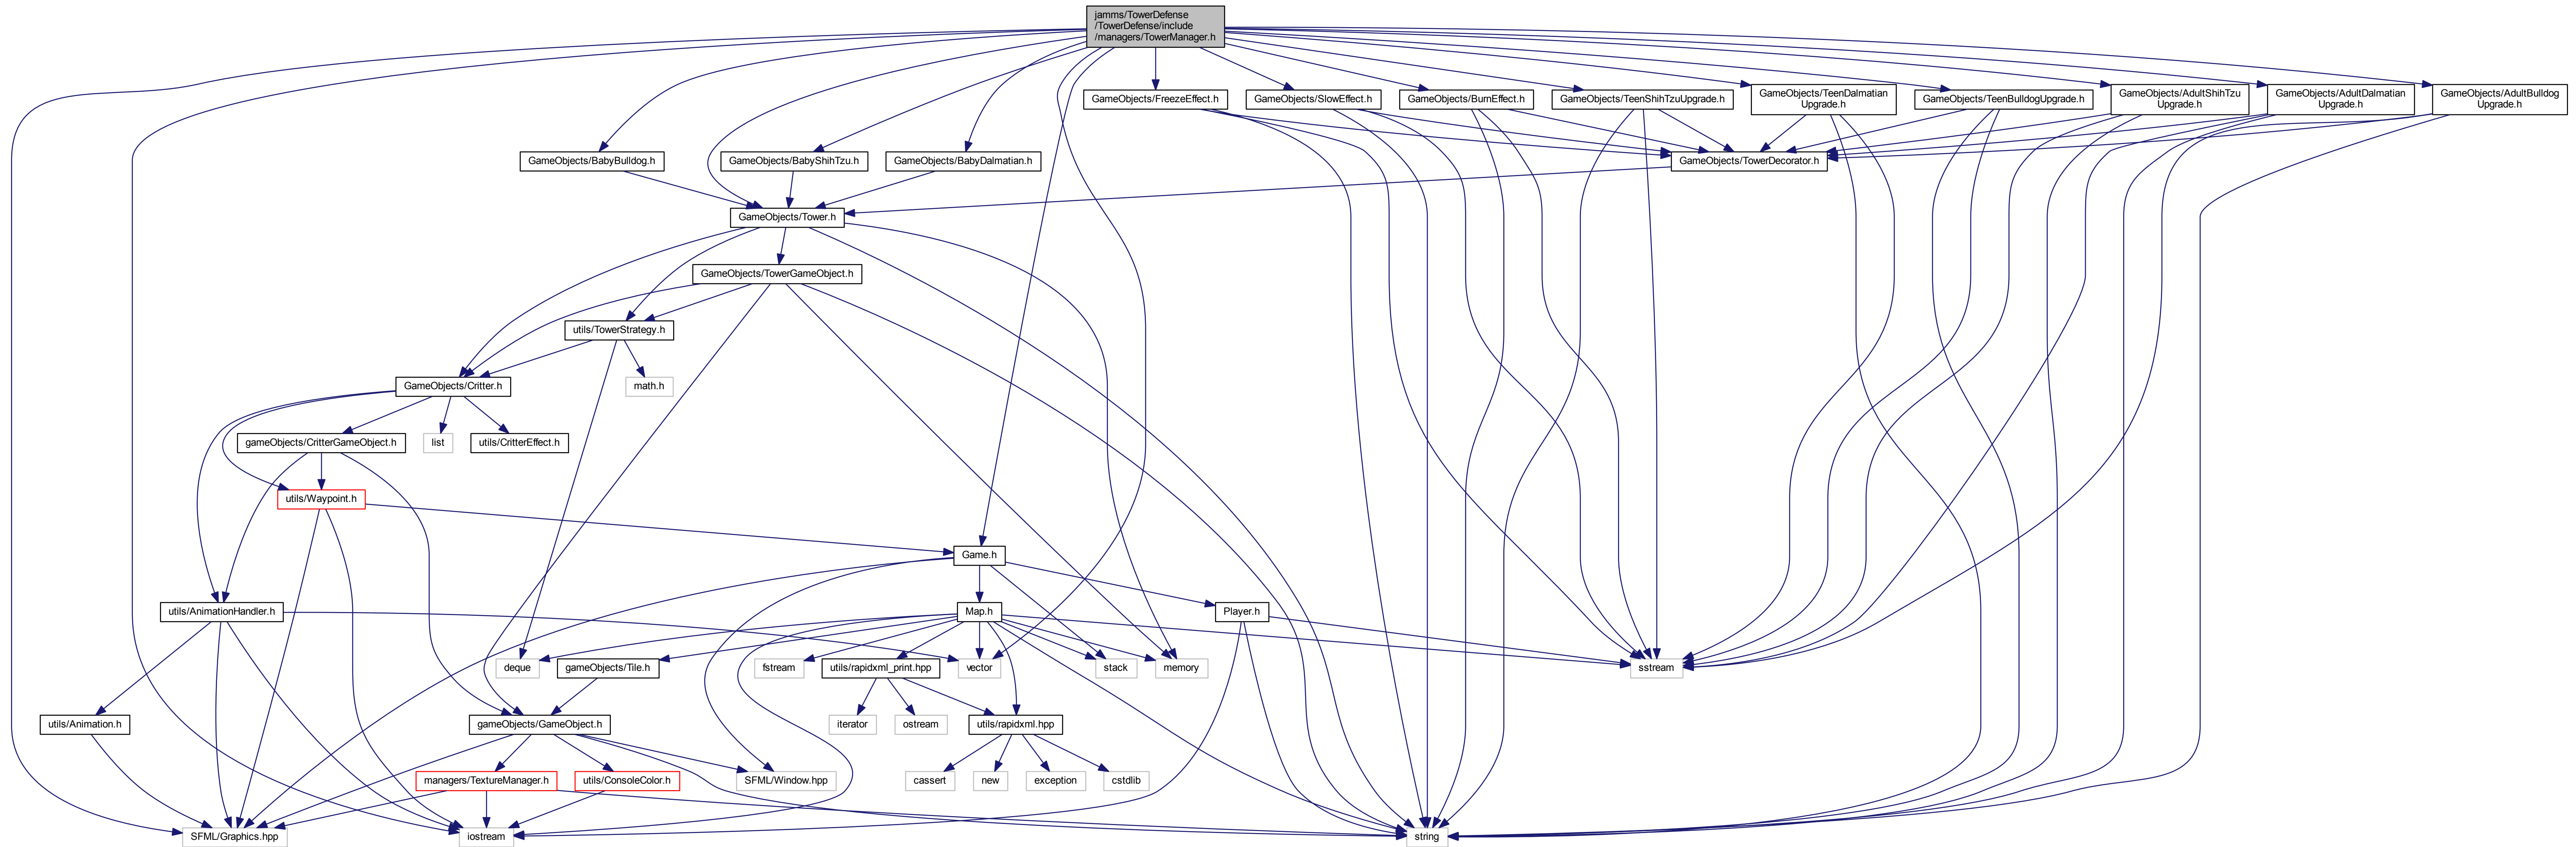 jamms/TowerDefense
/TowerDefense/include
/managers/TowerManager.h
GameObjects/FreezeEffect.h
GameObjects/SlowEffect.h
GameObjects/BurnEffect.h
GameObjects/TeenShihTzuUpgrade.h
GameObjects/TeenDalmatian
Upgrade.h
GameObjects/TeenBulldogUpgrade.h
GameObjects/AdultShihTzu
Upgrade.h
GameObjects/AdultDalmatian
Upgrade.h
GameObjects/AdultBulldog
Upgrade.h
GameObjects/BabyBulldog.h
GameObjects/BabyShihTzu.h
GameObjects/BabyDalmatian.h
GameObjects/TowerDecorator.h
GameObjects/Tower.h
GameObjects/TowerGameObject.h
utils/TowerStrategy.h
GameObjects/Critter.h
math.h
gameObjects/CritterGameObject.h
list
utils/CritterEffect.h
utils/Waypoint.h
Game.h
utils/AnimationHandler.h
Map.h
Player.h
deque
gameObjects/Tile.h
fstream
utils/rapidxml_print.hpp
vector
stack
memory
sstream
utils/Animation.h
gameObjects/GameObject.h
iterator
ostream
utils/rapidxml.hpp
managers/TextureManager.h
utils/ConsoleColor.h
SFML/Window.hpp
cassert
new
exception
cstdlib
SFML/Graphics.hpp
iostream
string